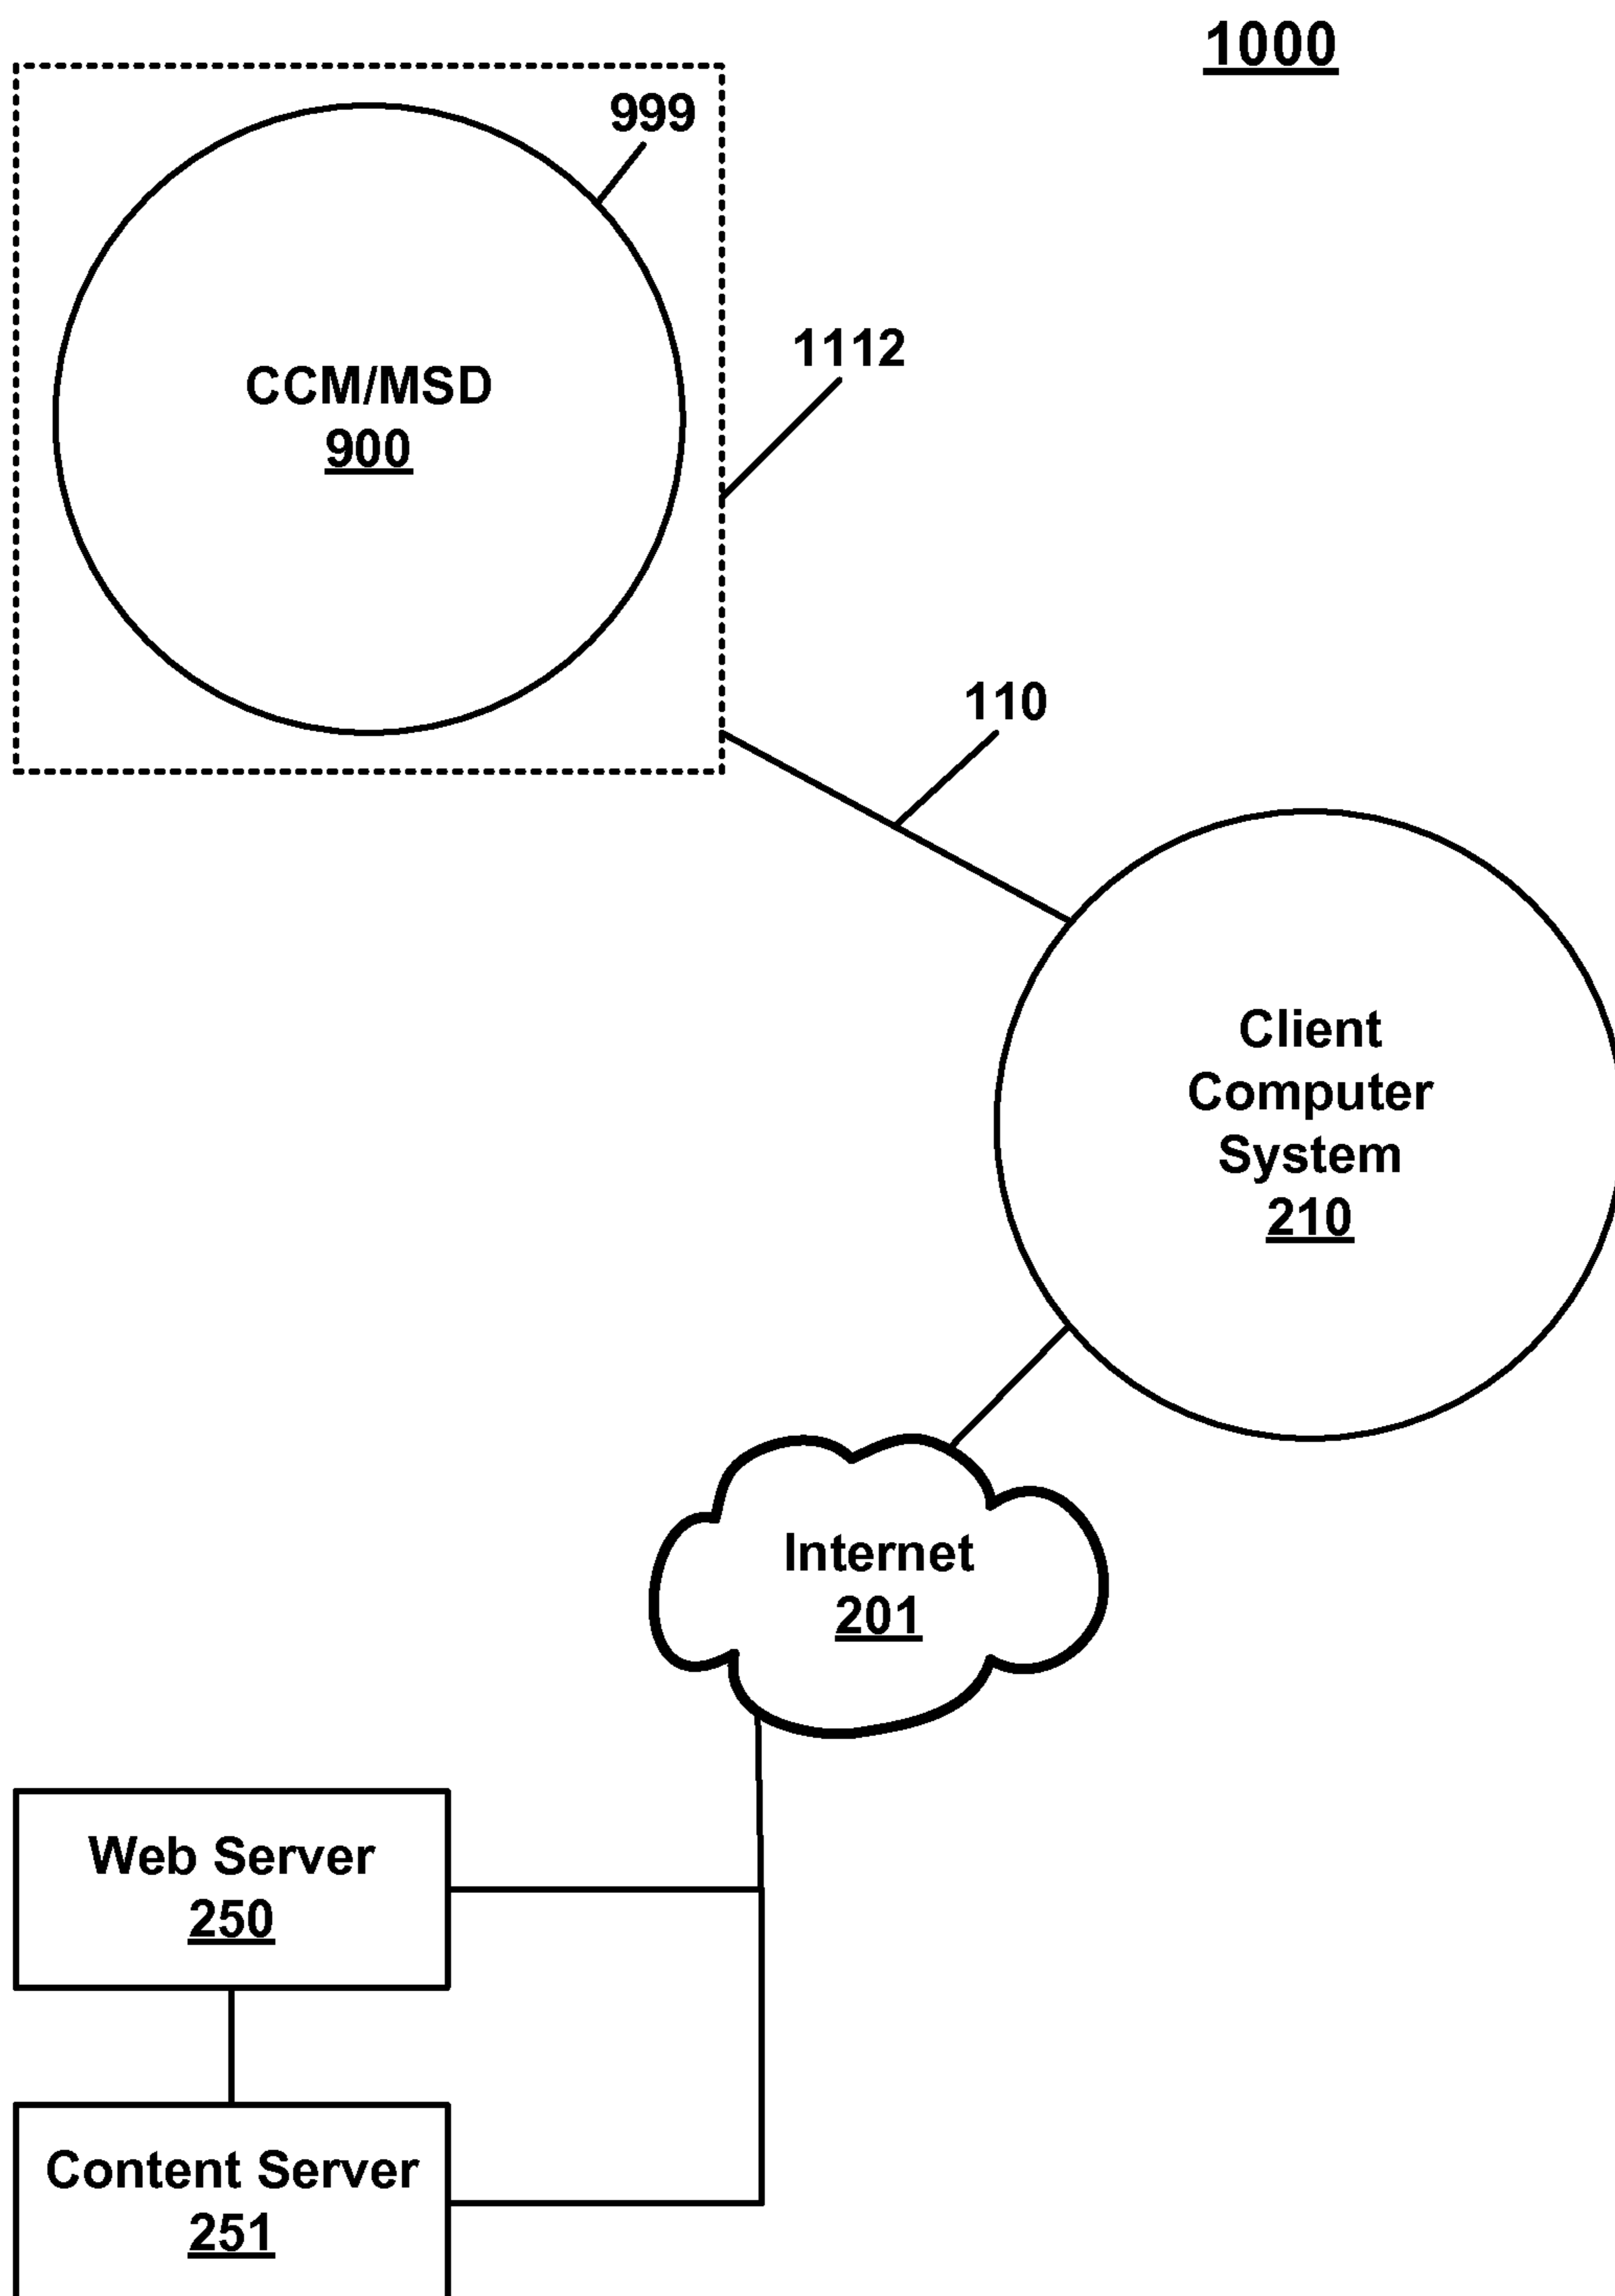 1000
999
CCM/MSD
900
1112
110
Client
Computer
System
210
Internet
201
Web Server
250
Content Server
251